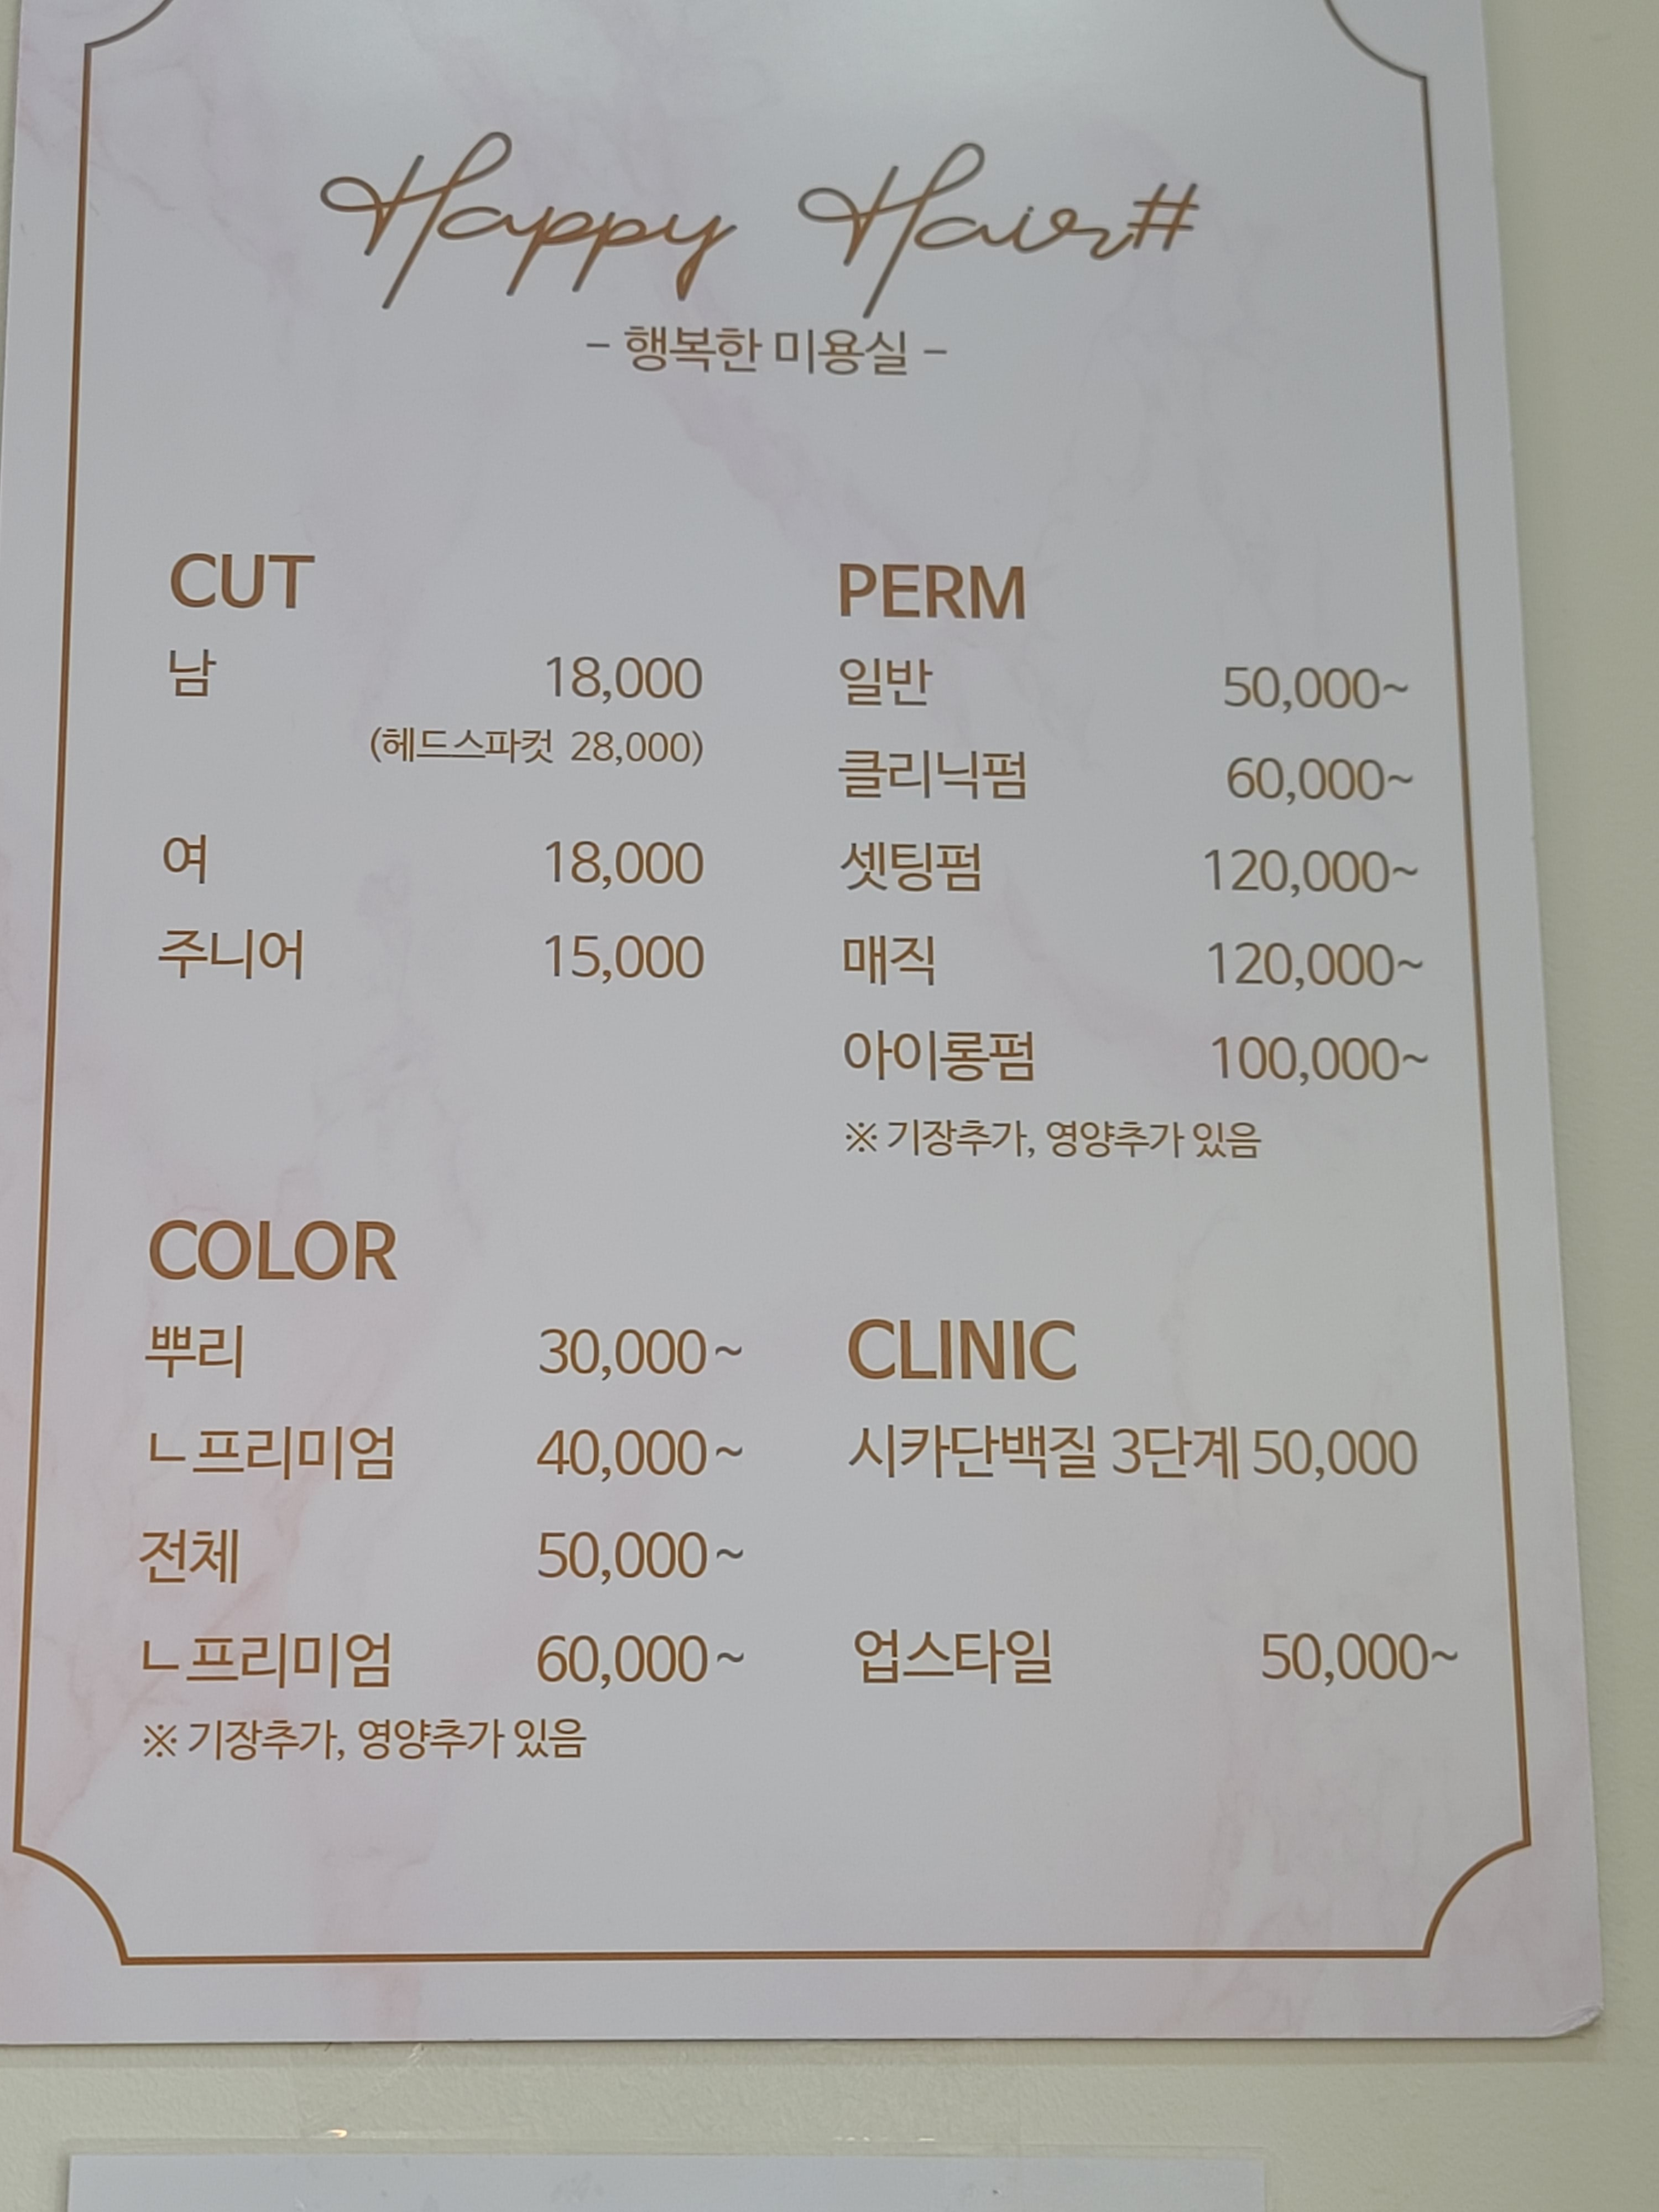 Happy Hair#
- 행복한 미용실 -
CUT
남 18,000
(헤드스파컷 28,000)
여 18,000
주니어 15,000
PERM
일반 50,000~
클리닉펌 60,000~
셋팅펌 120,000~
매직 120,000~
아이롱펌 100,000~
※ 기장추가, 영양추가 있음
COLOR
뿌리 30,000~
ㄴ프리미엄 40,000~
전체 50,000~
ㄴ프리미엄 60,000~
※ 기장추가, 영양추가 있음
CLINIC
시카단백질 3단계 50,000
업스타일 50,000~